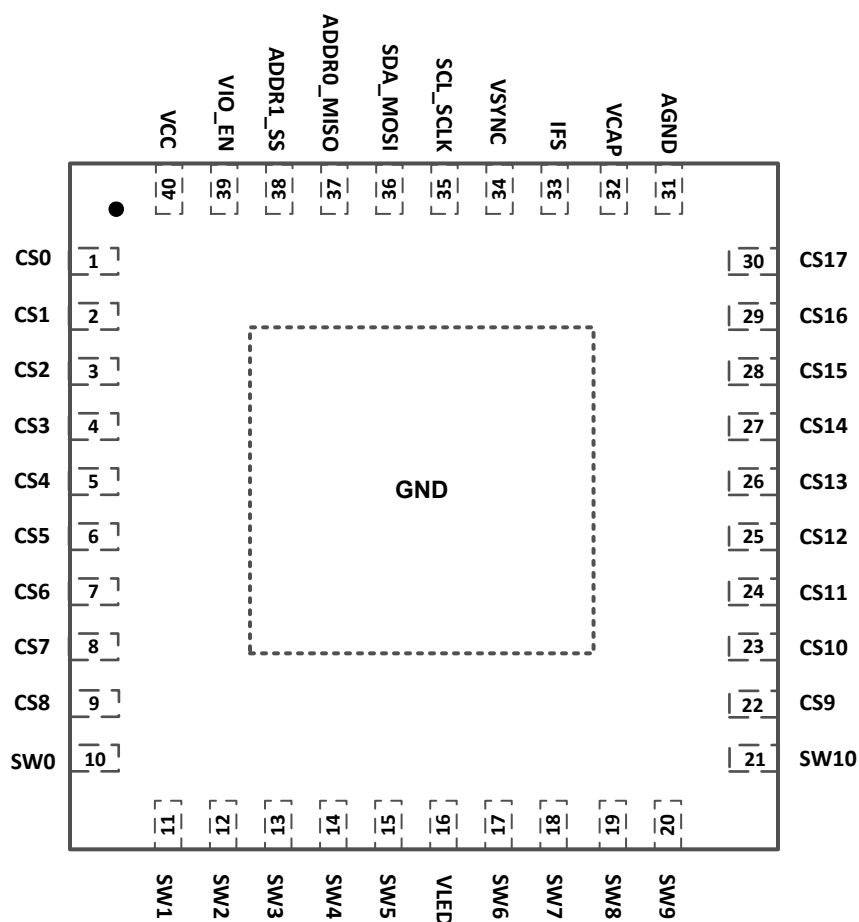 VCC
VIO_EN
ADDR1_SS
ADDR0_MISO
SDA_MOSI
SCL_SCLK
VSYNC
IFS
VCAP
AGND
40
39
38
37
36
35
34
33
32
31
CS0 1
30 CS17
CS1 2
29 CS16
CS2 3
28 CS15
CS3 4
27 CS14
CS4 5
26 CS13
GND
CS5 6
25 CS12
CS6 7
24 CS11
CS7 8
23 CS10
CS8 9
22 CS9
SW0 10
21 SW10
11
12
13
14
15
16
17
18
19
20
SW1
SW2
SW3
SW4
SW5
VLED
SW6
SW7
SW8
SW9